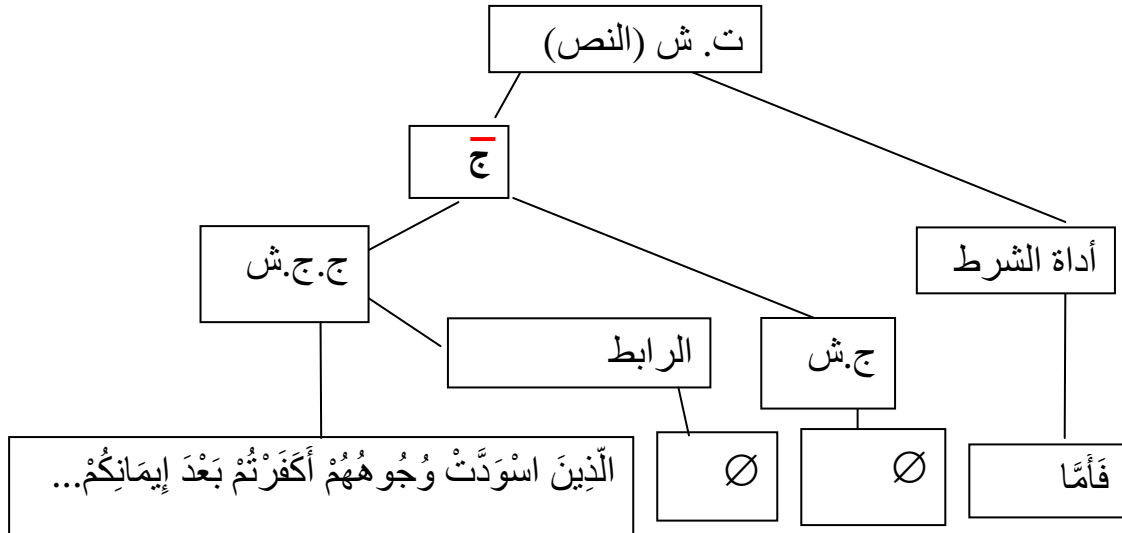 ت. ش (النص)
ج
أداة الشرط
ج.ج.ش
الرابط
ج.ش
فَأَمَّا
∅
∅
الّذِينَ اسْوَدَّتْ وُجُوهُهُمْ أَكَفَرْتُمْ بَعْدَ إِيمَانِكُمْ...